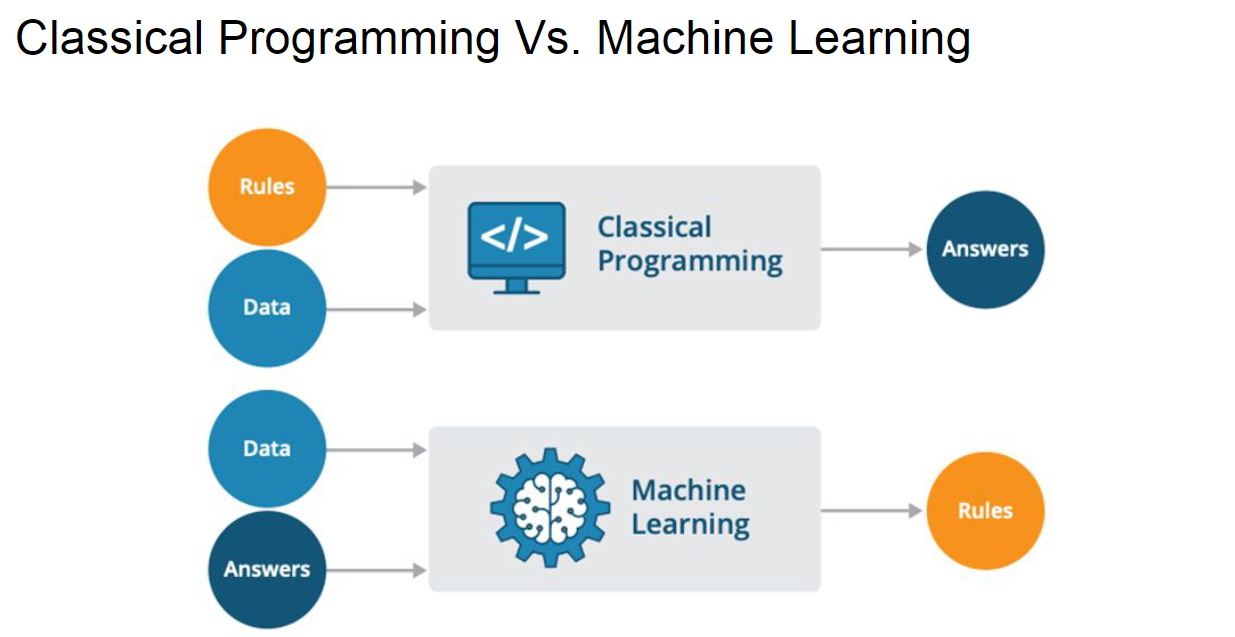 Classical Programming Vs. Machine Learning
Rules
Data
</>
Classical
Programming
Answers
Data
Answers
Machine
Learning
Rules